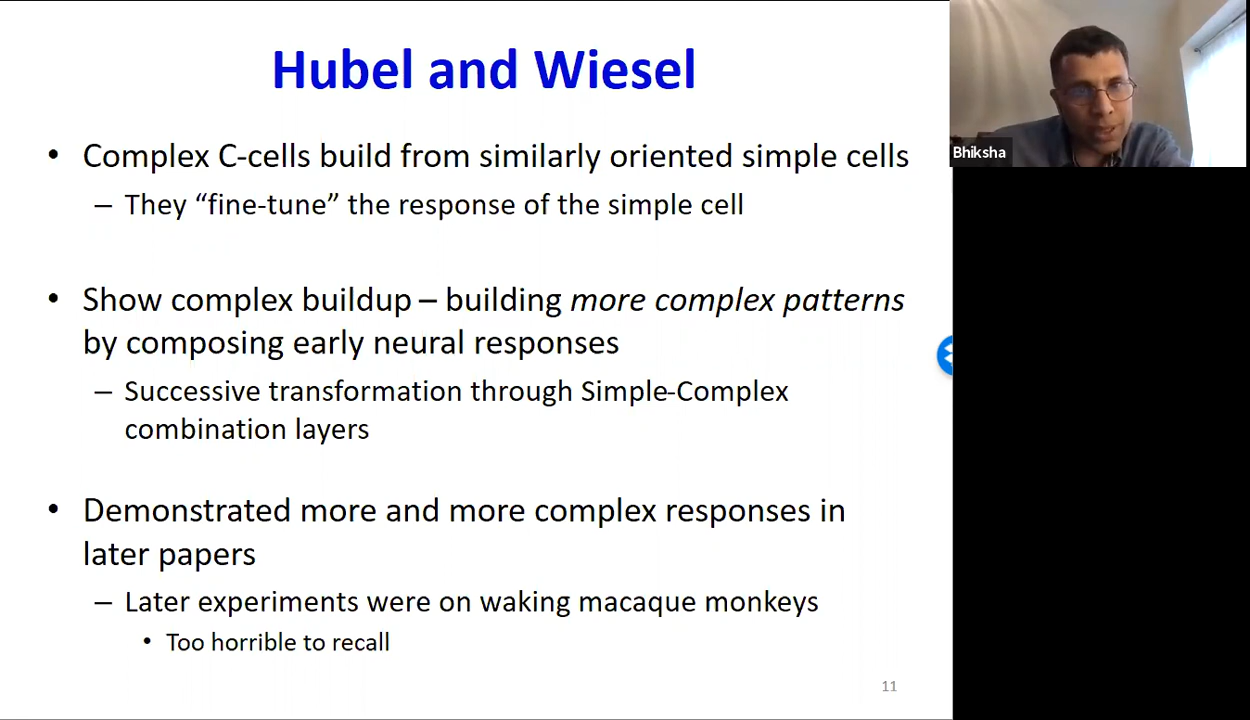 Hubel and Wiesel
• Complex C-cells build from similarly oriented simple cells
– They “fine-tune” the response of the simple cell
• Show complex buildup – building more complex patterns
by composing early neural responses
– Successive transformation through Simple-Complex
combination layers
• Demonstrated more and more complex responses in
later papers
– Later experiments were on waking macaque monkeys
• Too horrible to recall
11
Bhiksha